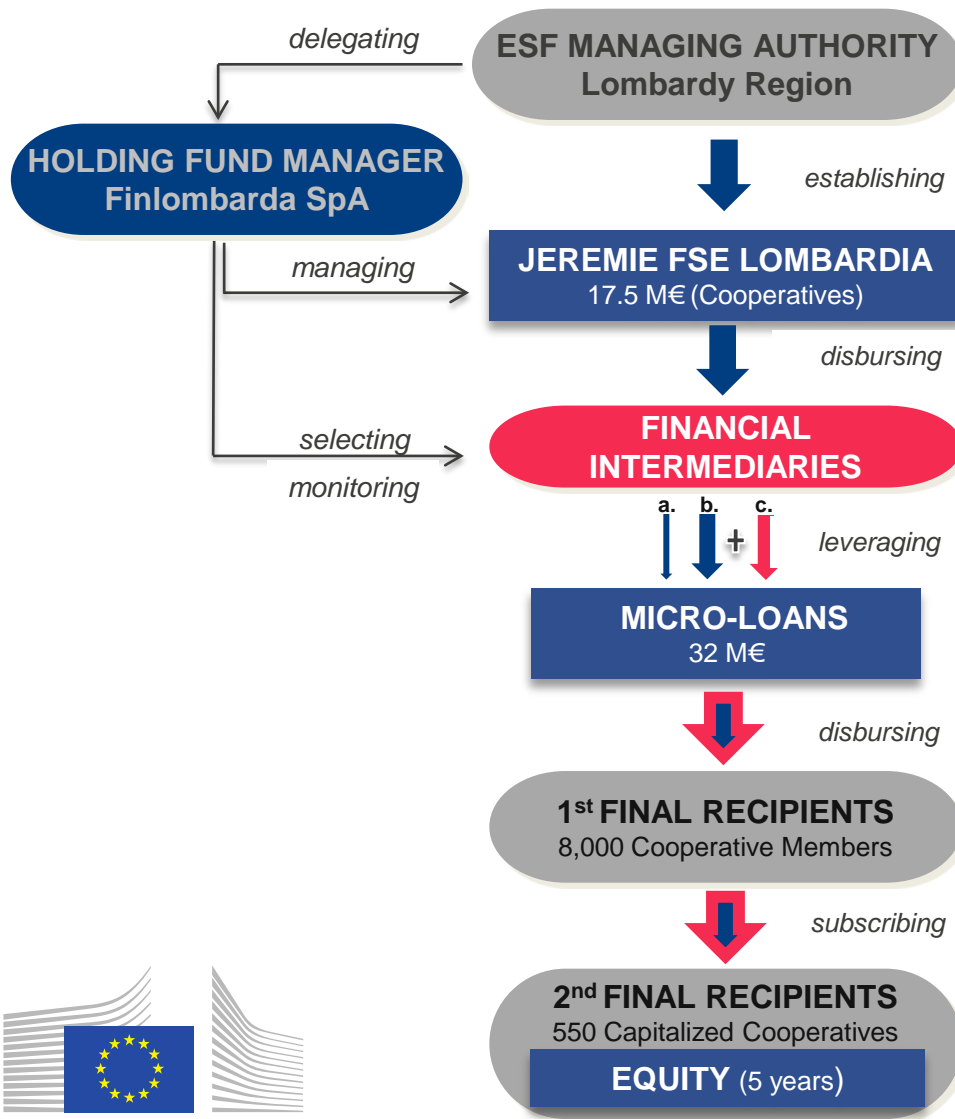 delegating
ESF MANAGING AUTHORITY
Lombardy Region
HOLDING FUND MANAGER
Finlombarda SpA
establishing
managing
JEREMIE FSE LOMBARDIA
17.5 M€ (Cooperatives)
disbursing
selecting
monitoring
FINANCIAL
INTERMEDIARIES
a. b. c.
+
leveraging
MICRO-LOANS
32 M€
disbursing
1st FINAL RECIPIENTS
8,000 Cooperative Members
subscribing
2nd FINAL RECIPIENTS
550 Capitalized Cooperatives
EQUITY (5 years)